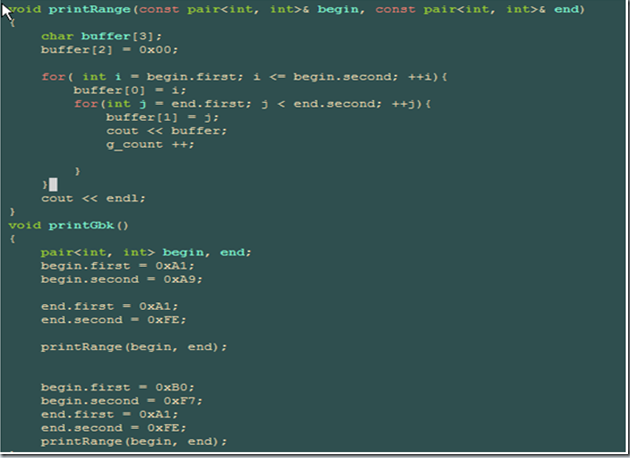 void printRange(const pair<int, int>& begin, const pair<int, int>& end)
{
    char buffer[3];
    buffer[2] = 0x00;

    for( int i = begin.first; i <= begin.second; ++i){
        buffer[0] = i;
        for(int j = end.first; j < end.second; ++j){
            buffer[1] = j;
            cout << buffer;
            g_count ++;

        }
    }
    cout << endl;
}
void printGbk()
{
    pair<int, int> begin, end;
    begin.first = 0xA1;
    begin.second = 0xA9;

    end.first = 0xA1;
    end.second = 0xFE;

    printRange(begin, end);


    begin.first = 0xB0;
    begin.second = 0xF7;
    end.first = 0xA1;
    end.second = 0xFE;
    printRange(begin, end);